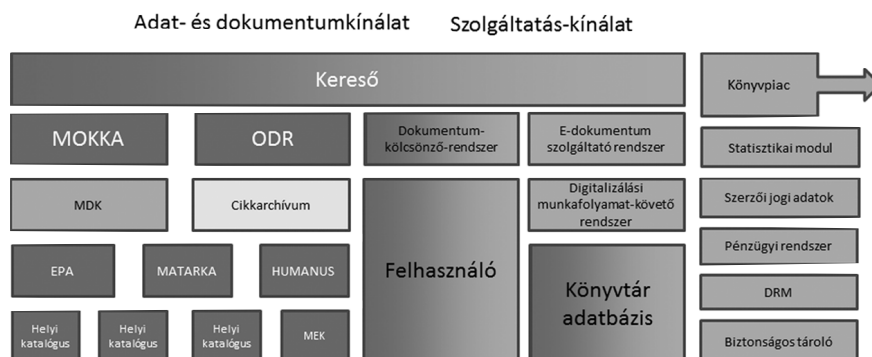 Adat- és dokumentumkínálat
Szolgáltatás-kínálat
Kereső
Könyvpiac
MOKKA
ODR
Dokumentum-
kölcsönző-rendszer
E-dokumentum
szolgáltató rendszer
Statisztikai modul
MDK
Cikkarchívum
Felhasználó
Digitalizálási
munkafolyamat-követő
rendszer
Szerzői jogi adatok
EPA
MATARKA
HUMANUS
Könyvtár
adatbázis
Pénzügyi rendszer
DRM
Helyi
katalógus
Helyi
katalógus
Helyi
katalógus
MEK
Biztonságos tároló